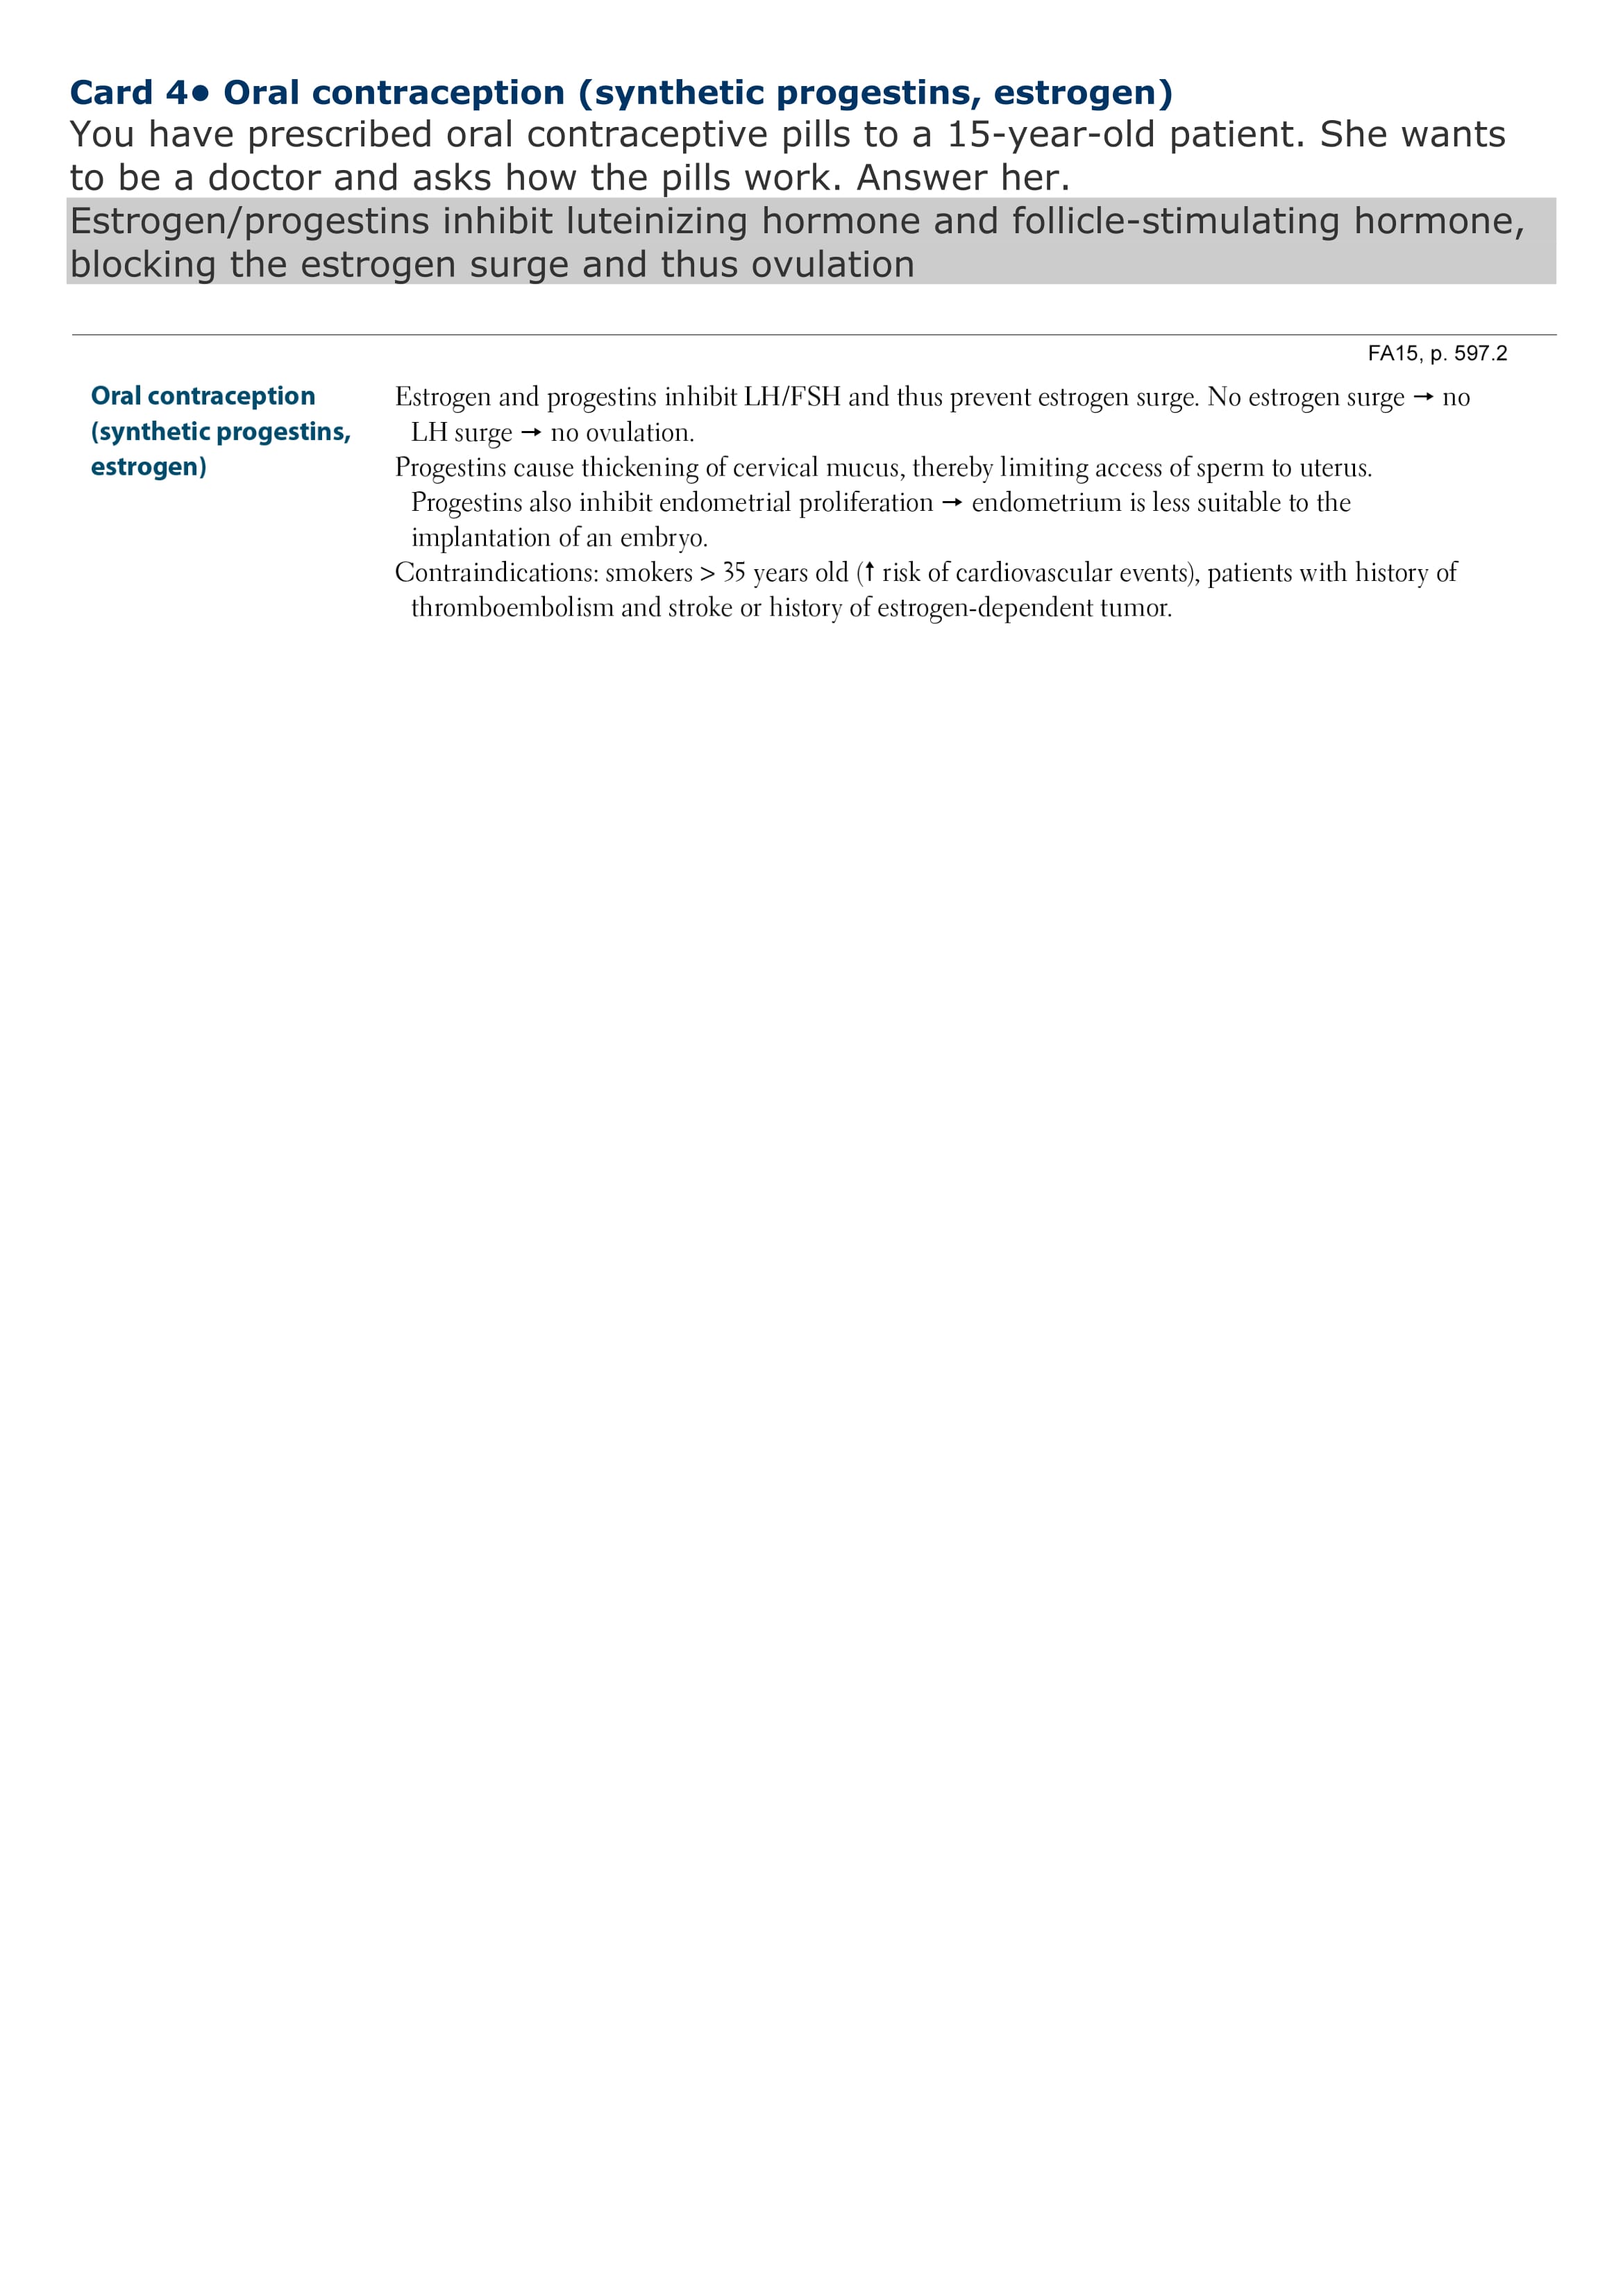 Card 4● Oral contraception (synthetic progestins, estrogen)
You have prescribed oral contraceptive pills to a 15-year-old patient. She wants
to be a doctor and asks how the pills work. Answer her.
Estrogen/progestins inhibit luteinizing hormone and follicle-stimulating hormone,
blocking the estrogen surge and thus ovulation
FA15, p. 597.2
Oral contraception
(synthetic progestins,
estrogen)
Estrogen and progestins inhibit LH/FSH and thus prevent estrogen surge. No estrogen surge → no
LH surge → no ovulation.
Progestins cause thickening of cervical mucus, thereby limiting access of sperm to uterus.
Progestins also inhibit endometrial proliferation → endometrium is less suitable to the
implantation of an embryo.
Contraindications: smokers > 35 years old (↑ risk of cardiovascular events), patients with history of
thromboembolism and stroke or history of estrogen-dependent tumor.